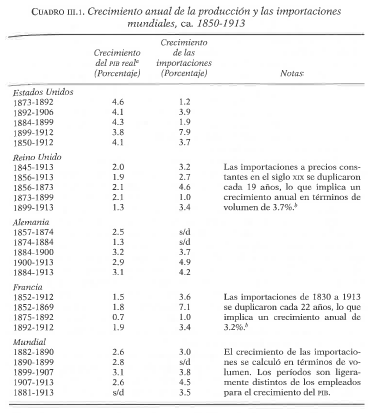 CUADRO III.1. Crecimiento anual de la producción y las importaciones
mundiales, ca. 1850-1913
Crecimiento
del PIB realª
(Porcentaje)
Crecimiento
de las
importaciones
(Porcentaje)
Notas
Estados Unidos
1873-1892 4.6 1.2
1892-1906 4.1 3.9
1884-1899 4.3 1.9
1899-1912 3.8 7.9
1850-1912 4.1 3.7
Reino Unido
1845-1913 2.0 3.2 Las importaciones a precios cons-
1856-1913 1.9 2.7 tantes en el siglo XIX se duplicaron
1856-1873 2.1 4.6 cada 19 años, lo que implica un
1873-1899 2.1 1.0 crecimiento anual en términos de
1899-1913 1.3 3.4 volumen de 3.7%.ᵇ
Alemania
1857-1874 2.5 s/d
1874-1884 1.3 s/d
1884-1900 3.2 3.7
1900-1913 2.9 4.9
1884-1913 3.1 4.2
Francia
1852-1912 1.5 3.6 Las importaciones de 1830 a 1913
1852-1869 1.8 7.1 se duplicaron cada 22 años, lo que
1875-1892 0.7 1.0 implica un crecimiento anual de
1892-1912 1.9 3.4 3.2%.ᵇ
Mundial
1882-1890 2.6 3.0 El crecimiento de las importacio-
1890-1899 2.8 s/d nes se calculó en términos de vo-
1899-1907 3.1 3.8 lumen. Los periodos son ligera-
1907-1913 2.6 4.5 mente distintos de los empleados
1881-1913 s/d 3.5 para el crecimiento del PIB.